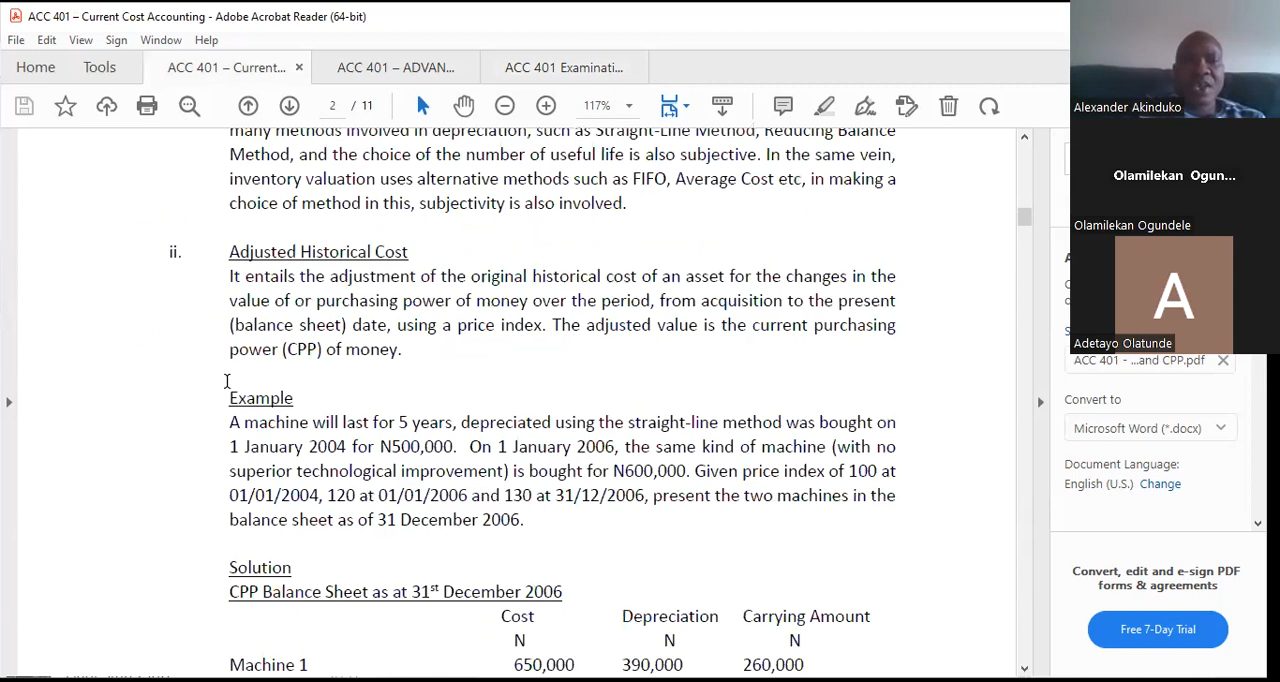 ACC 401 – Current Cost Accounting - Adobe Acrobat Reader (64-bit)
File Edit View Sign Window Help
Home Tools ACC 401 – Current... × ACC 401 – ADVAN... ACC 401 Examinati...
2 / 11 117%
many methods involved in depreciation, such as Straight-Line Method, Reducing Balance
Method, and the choice of the number of useful life is also subjective. In the same vein,
inventory valuation uses alternative methods such as FIFO, Average Cost etc, in making a
choice of method in this, subjectivity is also involved.
ii. Adjusted Historical Cost
It entails the adjustment of the original historical cost of an asset for the changes in the
value of or purchasing power of money over the period, from acquisition to the present
(balance sheet) date, using a price index. The adjusted value is the current purchasing
power (CPP) of money.
Example
A machine will last for 5 years, depreciated using the straight-line method was bought on
1 January 2004 for N500,000. On 1 January 2006, the same kind of machine (with no
superior technological improvement) is bought for N600,000. Given price index of 100 at
01/01/2004, 120 at 01/01/2006 and 130 at 31/12/2006, present the two machines in the
balance sheet as of 31 December 2006.
Solution
CPP Balance Sheet as at 31st December 2006
Cost Depreciation Carrying Amount
N N N
Machine 1 650,000 390,000 260,000
Alexander Akinduko
Olamilekan Ogun...
Olamilekan Ogundele
A
Adetayo Olatunde
ACC 401 - ...and CPP.pdf ×
Convert to
Microsoft Word (*.docx)
Document Language:
English (U.S.) Change
Convert, edit and e-sign PDF
forms & agreements
Free 7-Day Trial